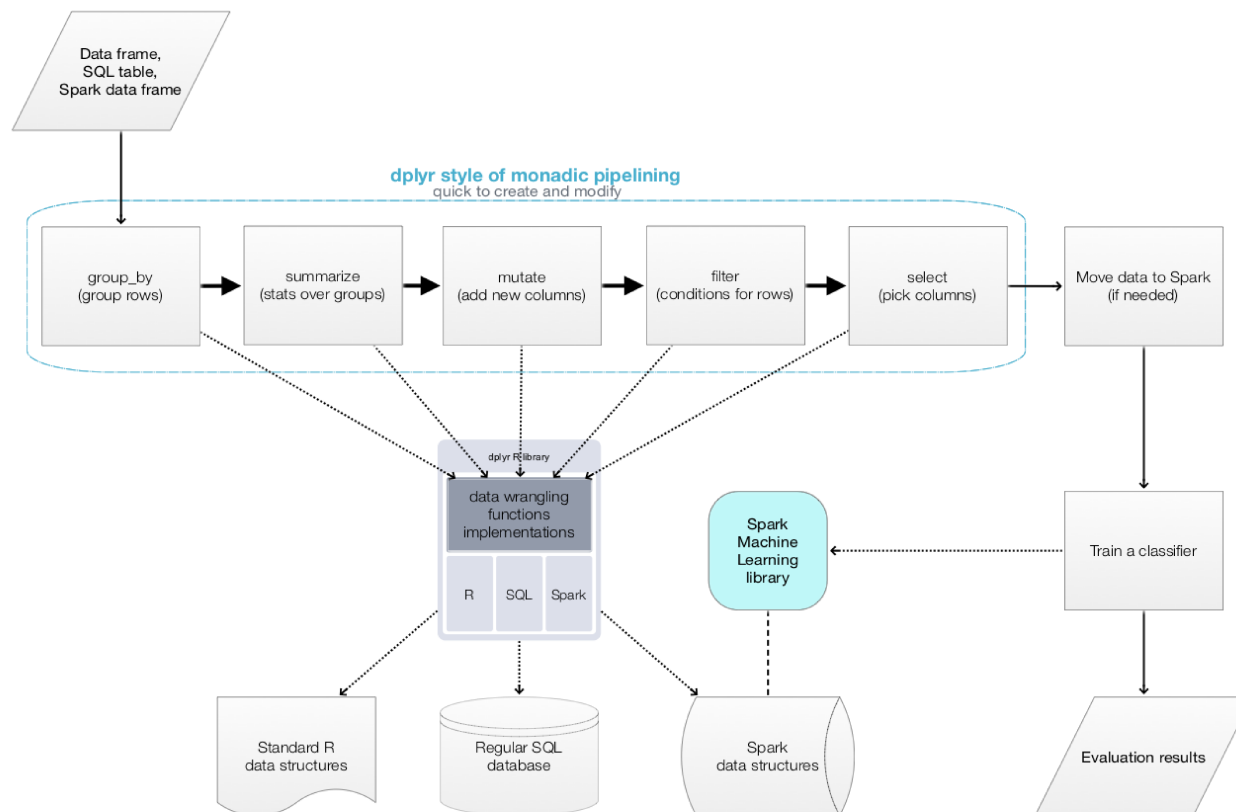 Data frame,
SQL table,
Spark data frame
dplyr style of monadic pipelining
quick to create and modify
group_by
(group rows)
summarize
(stats over groups)
mutate
(add new columns)
filter
(conditions for rows)
select
(pick columns)
Move data to Spark
(if needed)
dplyr R library
data wrangling
functions
implementations
R
SQL
Spark
Spark
Machine
Learning
library
Train a classifier
Standard R
data structures
Regular SQL
database
Spark
data structures
Evaluation results